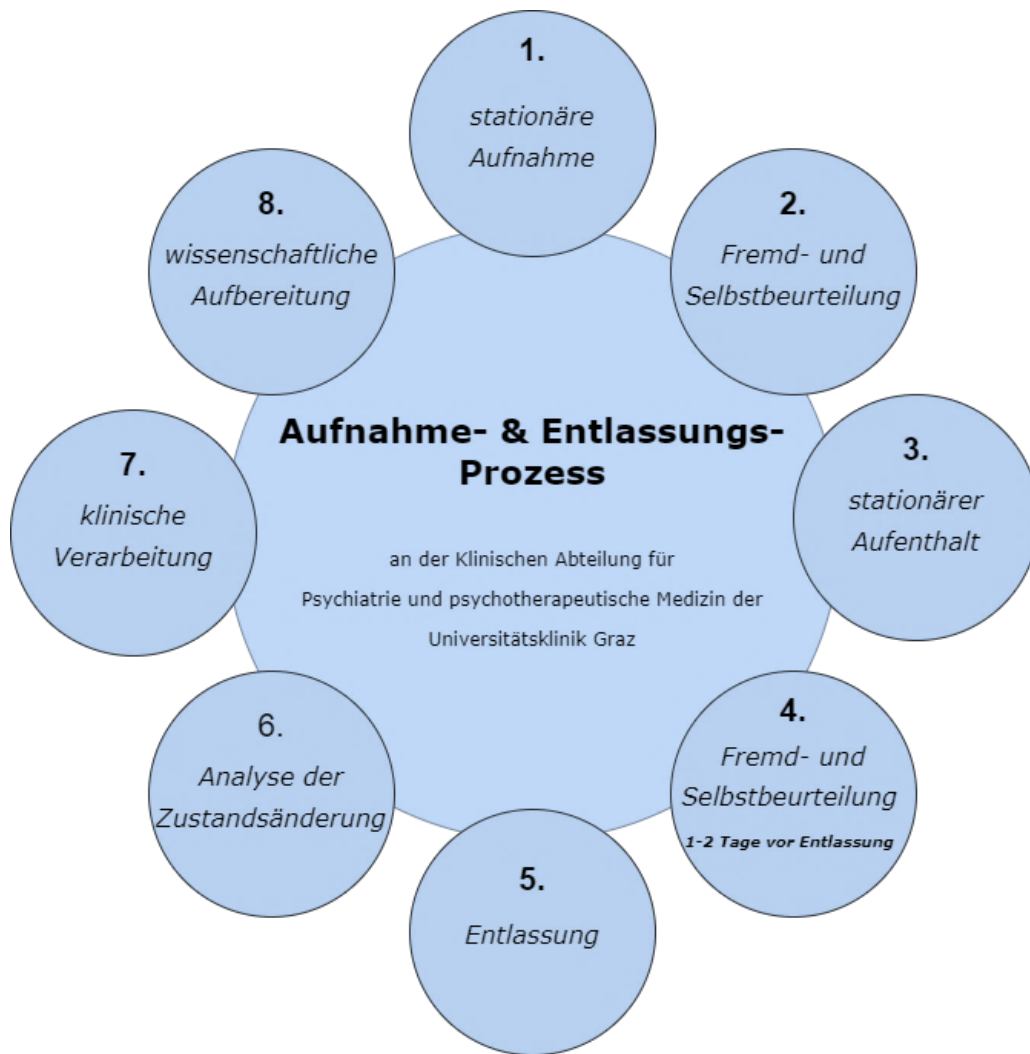 1.
stationäre
Aufnahme
2.
Fremd- und
Selbstbeurteilung
3.
stationärer
Aufenthalt
4.
Fremd- und
Selbstbeurteilung
1-2 Tage vor Entlassung
5.
Entlassung
6.
Analyse der
Zustandsänderung
7.
klinische
Verarbeitung
8.
wissenschaftliche
Aufbereitung
Aufnahme- & Entlassungs-
Prozess
an der Klinischen Abteilung für
Psychiatrie und psychotherapeutische Medizin der
Universitätsklinik Graz